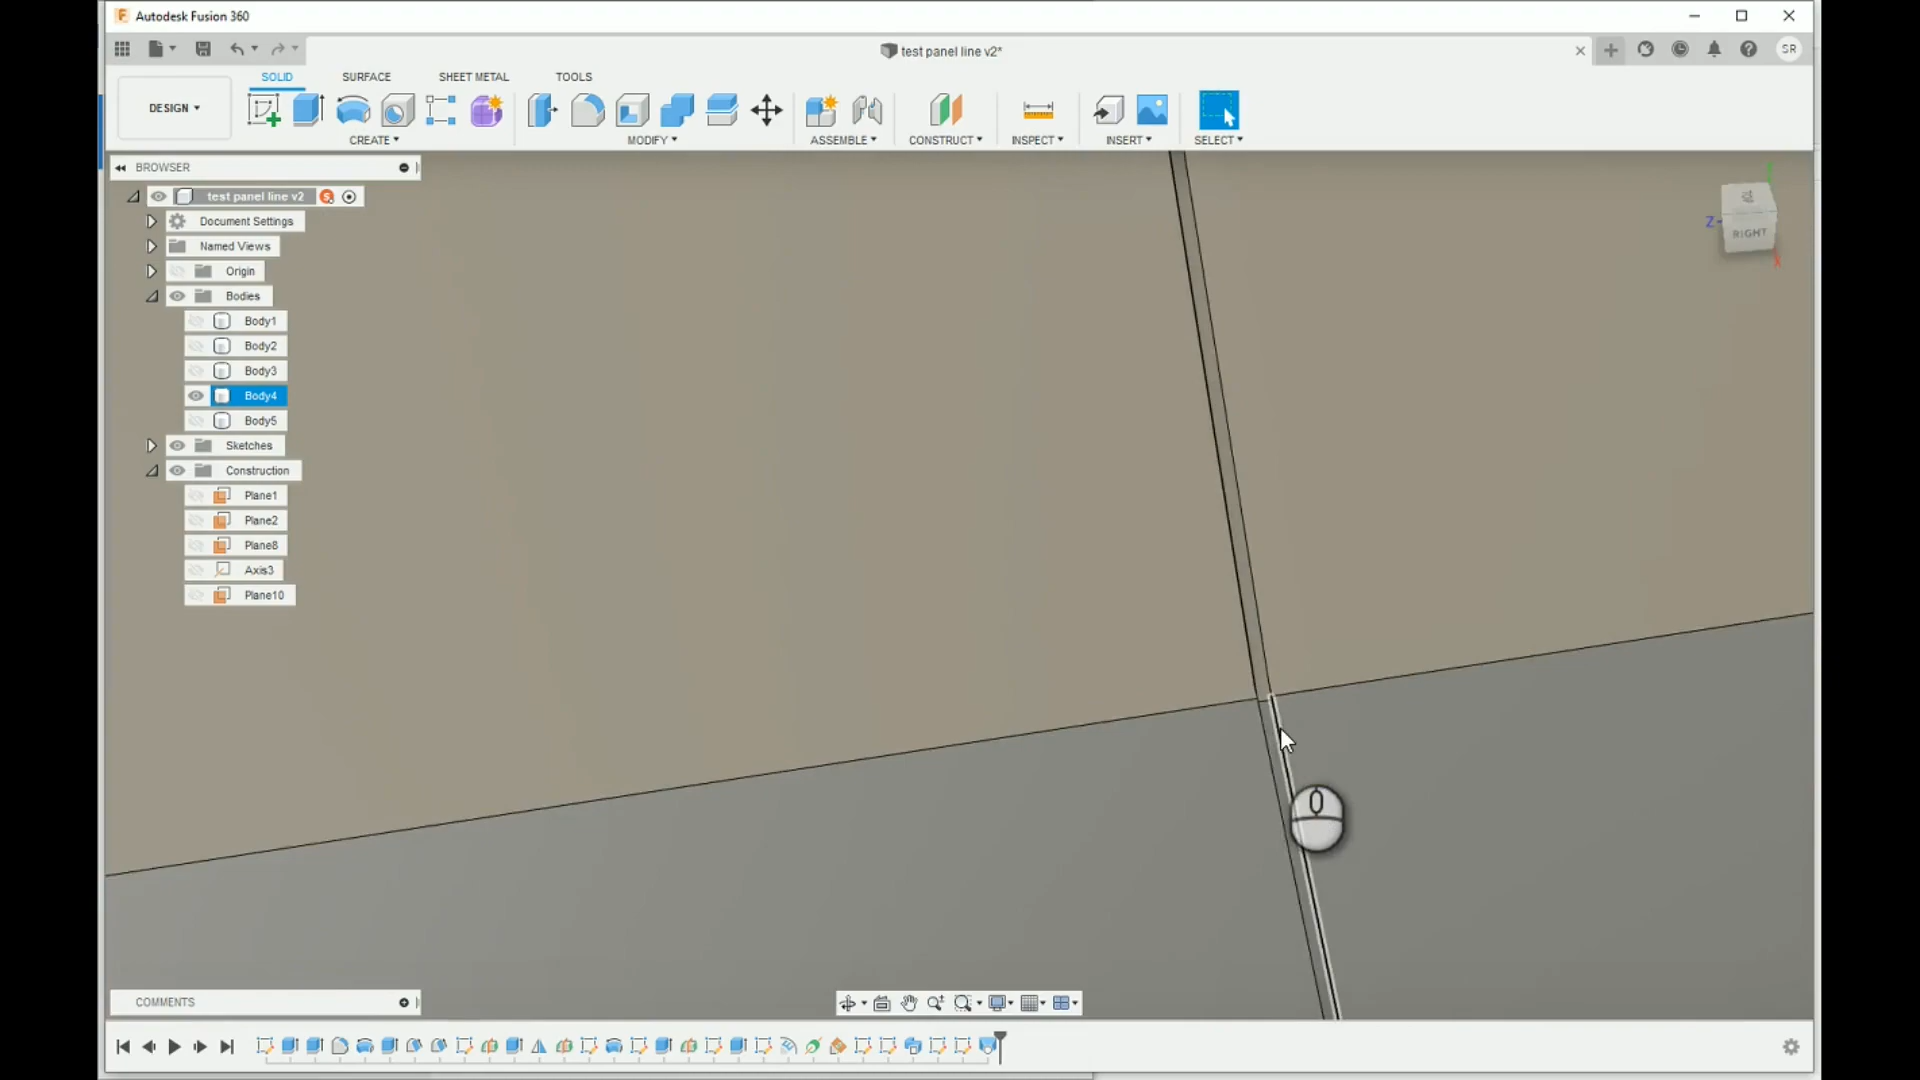 Autodesk Fusion 360
test panel line v2*
SR
SOLID SURFACE SHEET METAL TOOLS
DESIGN
CREATE MODIFY ASSEMBLE CONSTRUCT INSPECT INSERT SELECT
BROWSER
test panel line v2
Document Settings
Named Views
Origin
Bodies
Body1
Body2
Body3
Body4
Body5
Sketches
Construction
Plane1
Plane2
Plane8
Axis3
Plane10
Z
RIGHT
X
COMMENTS